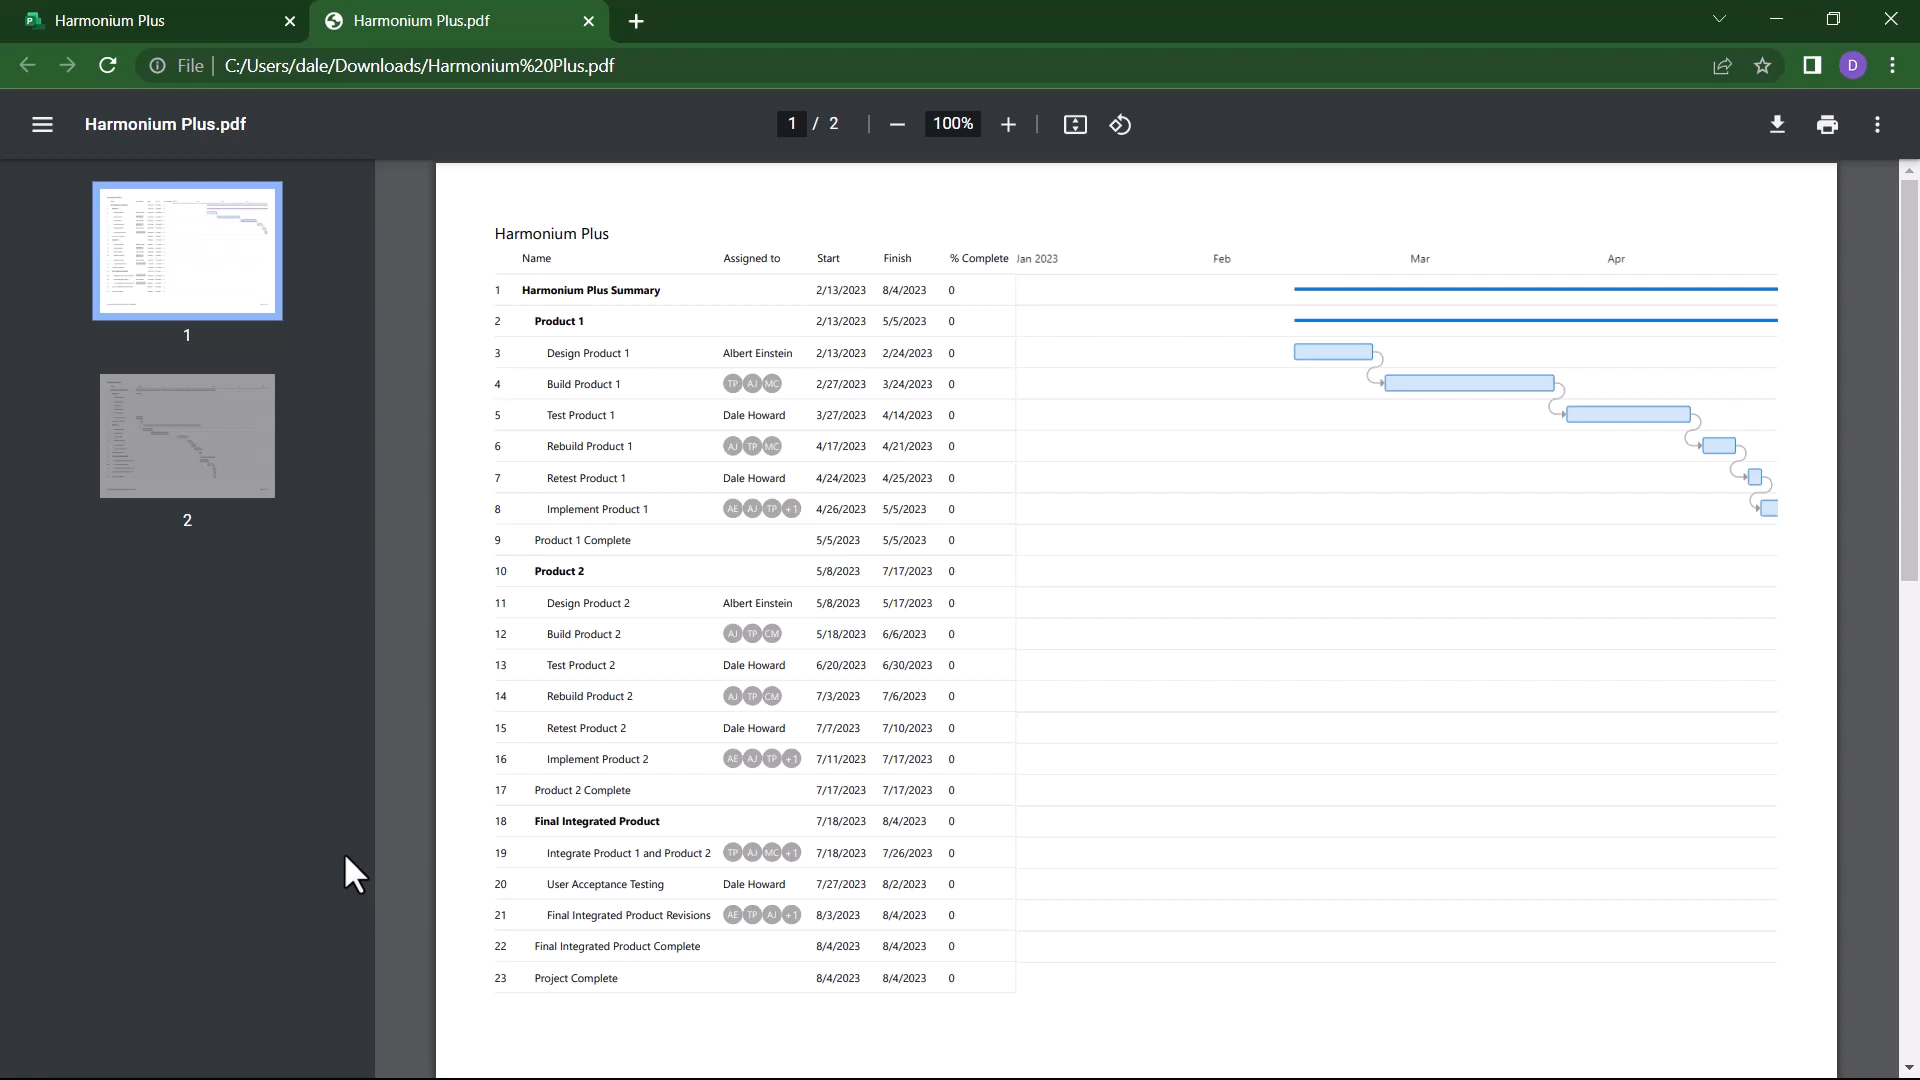 Harmonium Plus
Harmonium Plus.pdf
File | C:/Users/dale/Downloads/Harmonium%20Plus.pdf
D
Harmonium Plus.pdf
1 / 2
100%
1
2
Harmonium Plus
Name Assigned to Start Finish % Complete Jan 2023 Feb Mar Apr
1 Harmonium Plus Summary 2/13/2023 8/4/2023 0
2 Product 1 2/13/2023 5/5/2023 0
3 Design Product 1 Albert Einstein 2/13/2023 2/24/2023 0
4 Build Product 1 TP AJ MC 2/27/2023 3/24/2023 0
5 Test Product 1 Dale Howard 3/27/2023 4/14/2023 0
6 Rebuild Product 1 AJ TP MC 4/17/2023 4/21/2023 0
7 Retest Product 1 Dale Howard 4/24/2023 4/25/2023 0
8 Implement Product 1 AE AJ TP +1 4/26/2023 5/5/2023 0
9 Product 1 Complete 5/5/2023 5/5/2023 0
10 Product 2 5/8/2023 7/17/2023 0
11 Design Product 2 Albert Einstein 5/8/2023 5/17/2023 0
12 Build Product 2 AJ TP CM 5/18/2023 6/6/2023 0
13 Test Product 2 Dale Howard 6/20/2023 6/30/2023 0
14 Rebuild Product 2 AJ TP CM 7/3/2023 7/6/2023 0
15 Retest Product 2 Dale Howard 7/7/2023 7/10/2023 0
16 Implement Product 2 AE AJ TP +1 7/11/2023 7/17/2023 0
17 Product 2 Complete 7/17/2023 7/17/2023 0
18 Final Integrated Product 7/18/2023 8/4/2023 0
19 Integrate Product 1 and Product 2 TP AJ MC +1 7/18/2023 7/26/2023 0
20 User Acceptance Testing Dale Howard 7/27/2023 8/2/2023 0
21 Final Integrated Product Revisions AE TP AJ +1 8/3/2023 8/4/2023 0
22 Final Integrated Product Complete 8/4/2023 8/4/2023 0
23 Project Complete 8/4/2023 8/4/2023 0